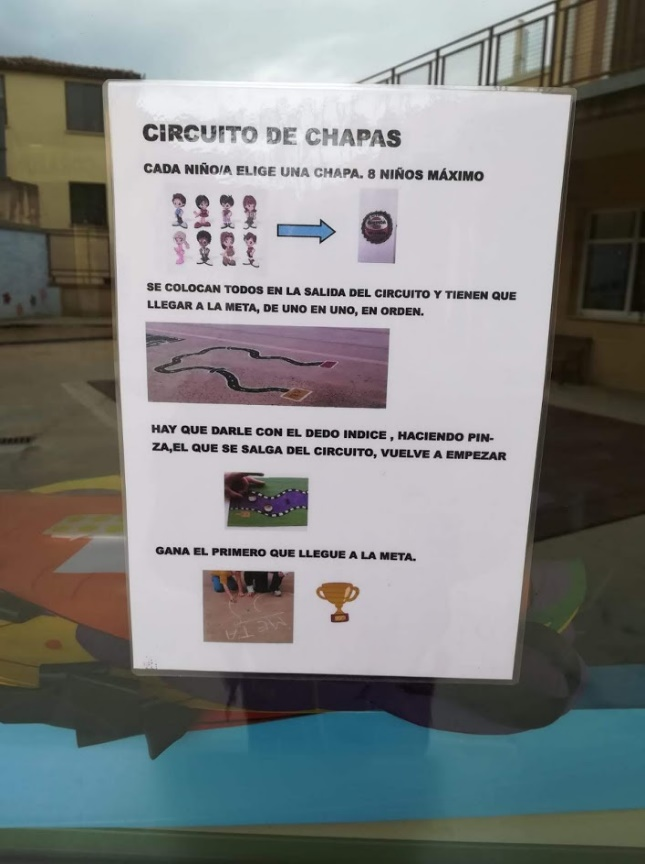 CIRCUITO DE CHAPAS
CADA NIÑO/A ELIGE UNA CHAPA. 8 NIÑOS MÁXIMO
SE COLOCAN TODOS EN LA SALIDA DEL CIRCUITO Y TIENEN QUE
LLEGAR A LA META, DE UNO EN UNO, EN ORDEN.
HAY QUE DARLE CON EL DEDO INDICE , HACIENDO PIN-
ZA,EL QUE SE SALGA DEL CIRCUITO, VUELVE A EMPEZAR
GANA EL PRIMERO QUE LLEGUE A LA META.
META